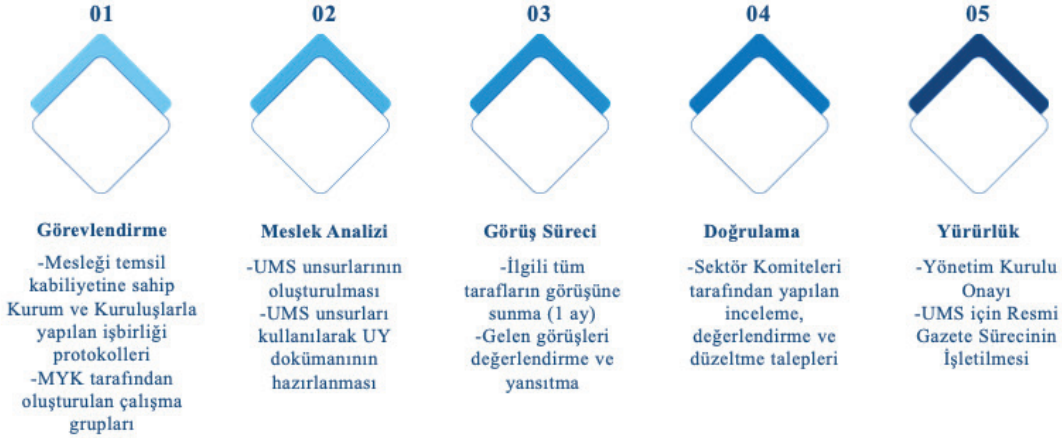 01
Görevlendirme
-Mesleği temsil
kabiliyetine sahip
Kurum ve Kuruluşlarla
yapılan işbirliği
protokolleri
-MYK tarafından
oluşturulan çalışma
grupları
02
Meslek Analizi
-UMS unsurlarının
oluşturulması
-UMS unsurları
kullanılarak UY
dokümanının
hazırlanması
03
Görüş Süreci
-İlgili tüm
tarafların görüşüne
sunma (1 ay)
-Gelen görüşleri
değerlendirme ve
yansıtma
04
Doğrulama
-Sektör Komiteleri
tarafından yapılan
inceleme,
değerlendirme ve
düzeltme talepleri
05
Yürürlük
-Yönetim Kurulu
Onayı
-UMS için Resmi
Gazete Sürecinin
İşletilmesi